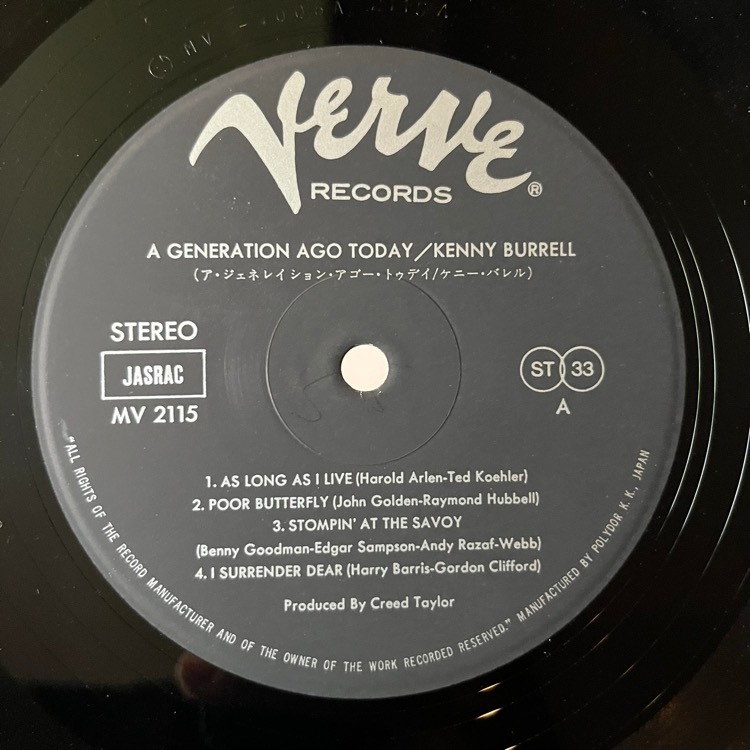 Verve
RECORDS ®
A GENERATION AGO TODAY/KENNY BURRELL
(ア・ジェネレイション・アゴー・トゥデイ/ケニー・バレル)
STEREO
JASRAC
MV 2115
ST 33
A
1. AS LONG AS I LIVE (Harold Arlen-Ted Koehler)
2. POOR BUTTERFLY (John Golden-Raymond Hubbell)
3. STOMPIN' AT THE SAVOY
(Benny Goodman-Edgar Sampson-Andy Razaf-Webb)
4. I SURRENDER DEAR (Harry Barris-Gordon Clifford)
Produced By Creed Taylor
"ALL RIGHTS OF THE RECORD MANUFACTURER AND OF THE OWNER OF THE WORK RECORDED RESERVED." MANUFACTURED BY POLYDOR K. K., JAPAN